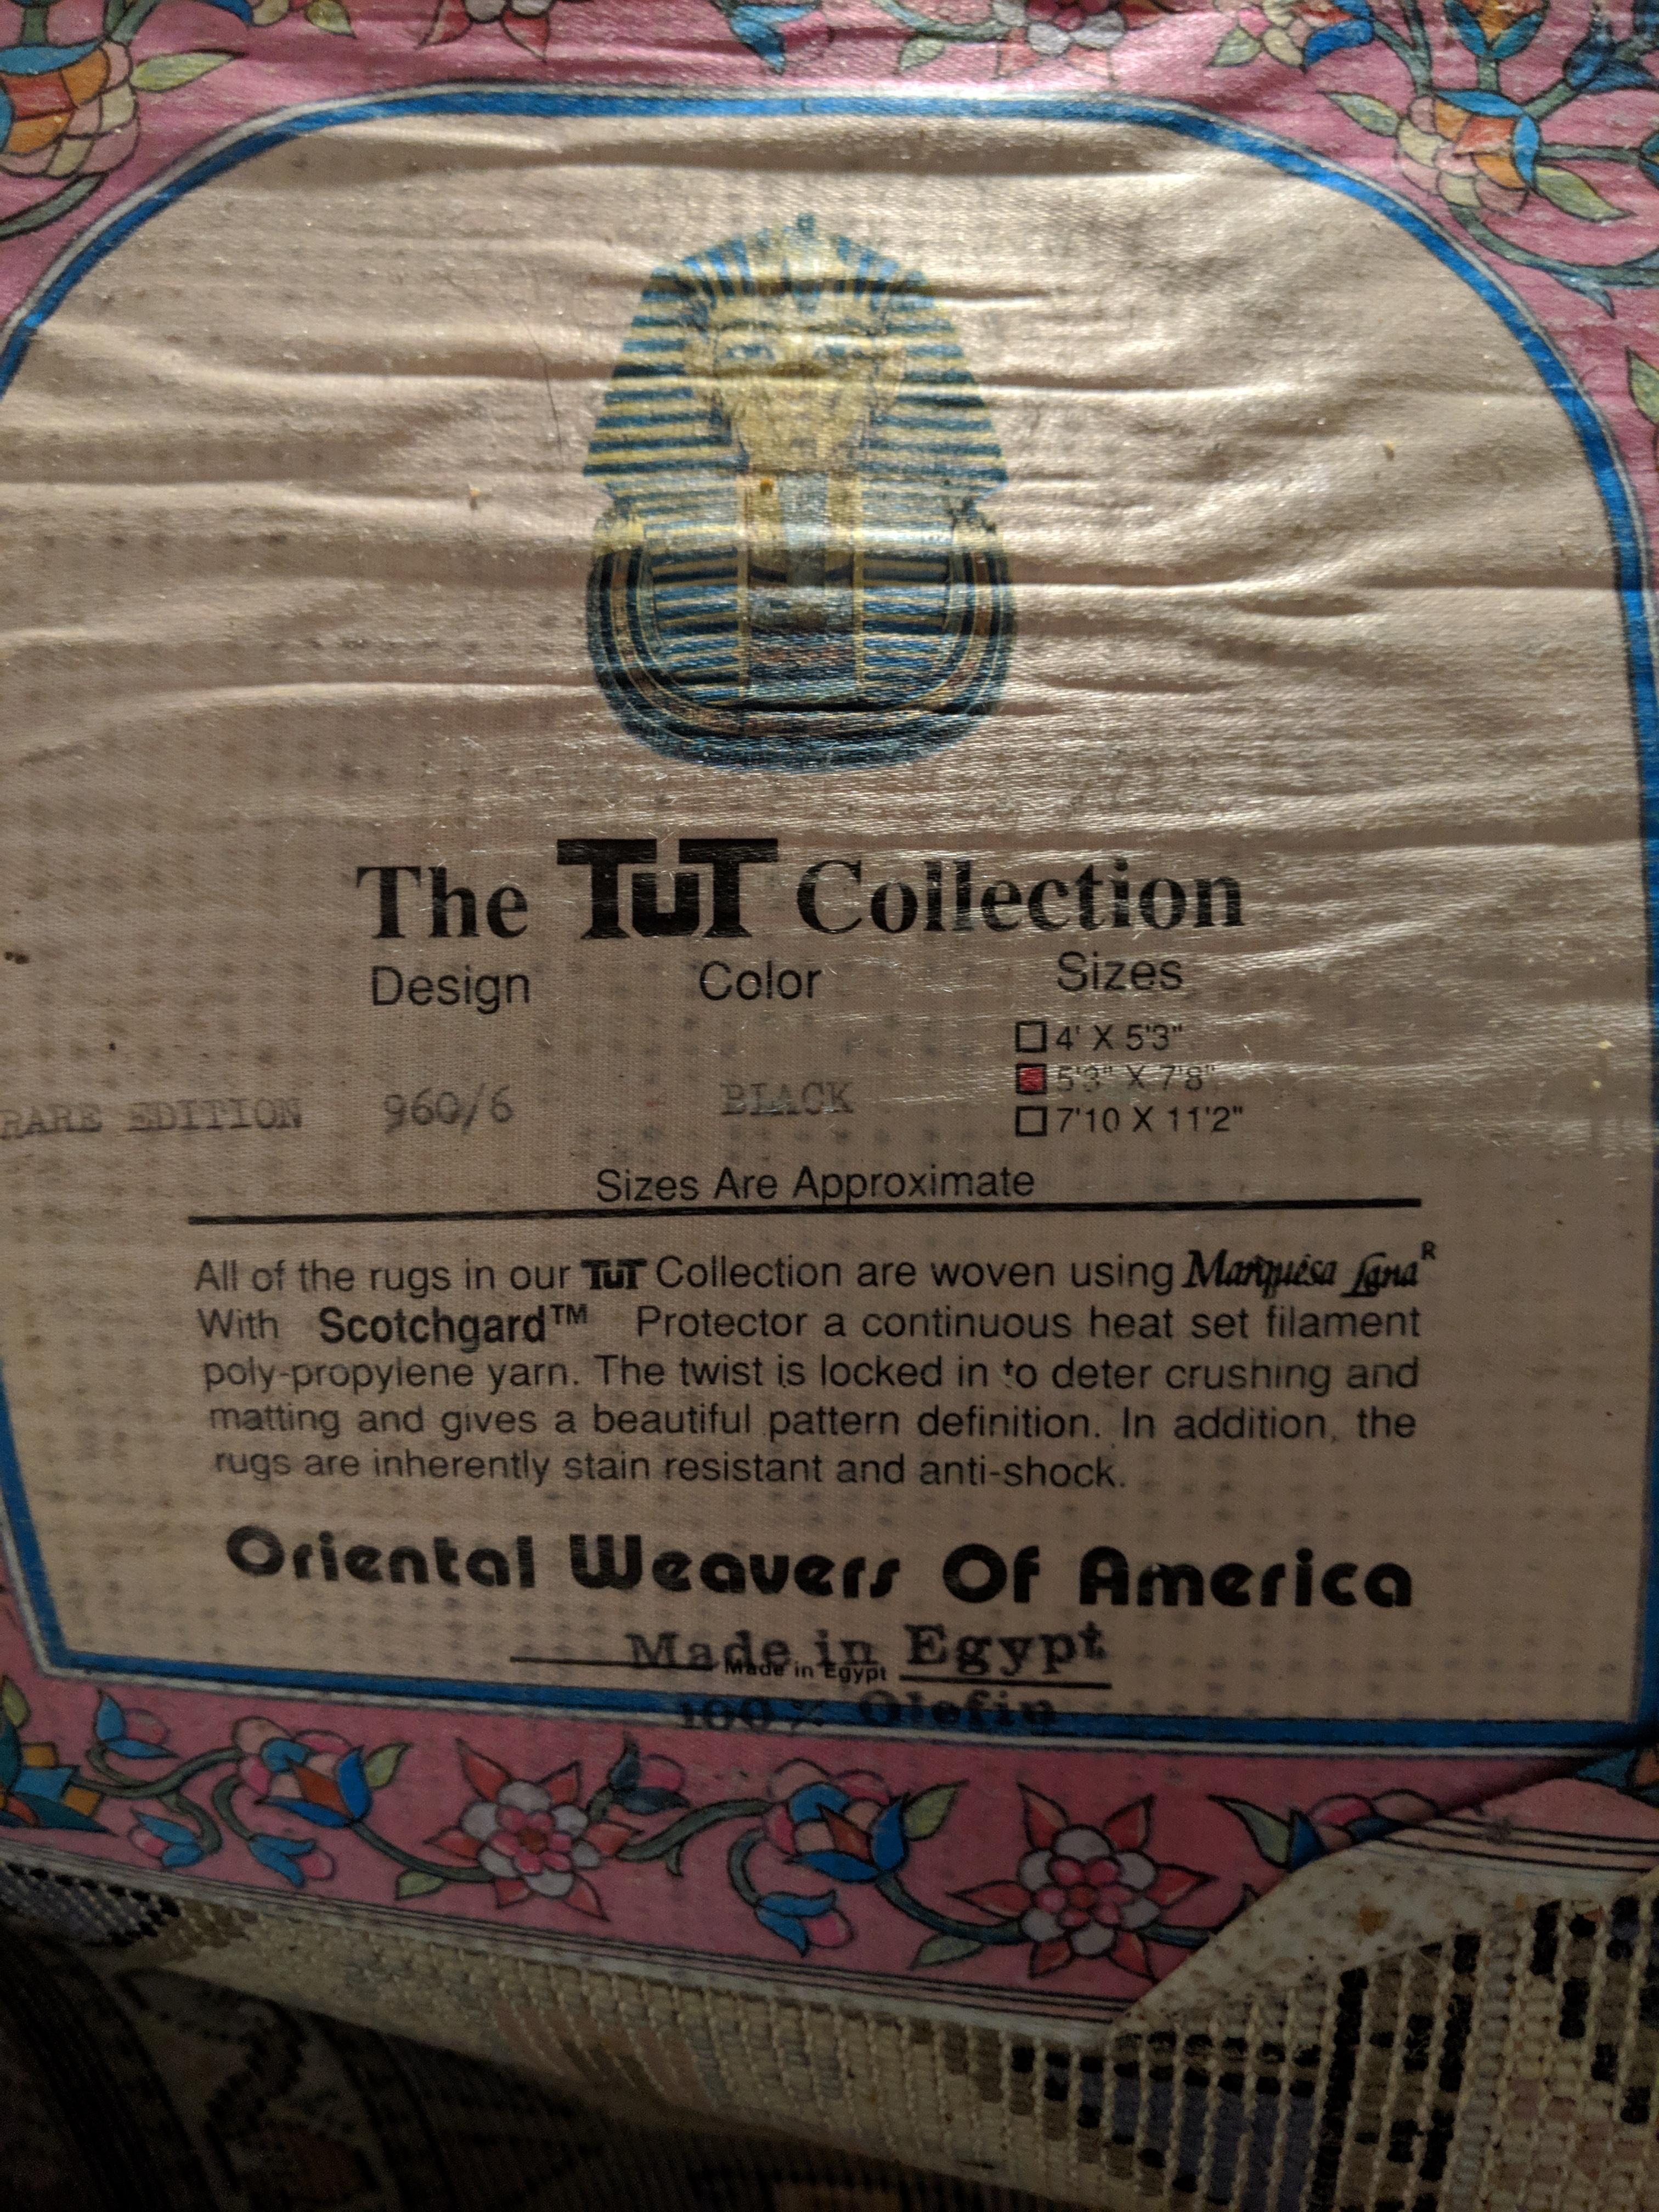 The TUT Collection
Design Color Sizes
4' X 5'3"
5'3" X 7'8"
7'10 X 11'2"
RARE EDITION 960/6 BLACK
Sizes Are Approximate
All of the rugs in our TUT Collection are woven using Marquesa Lana R
With Scotchgard™ Protector a continuous heat set filament
poly-propylene yarn. The twist is locked in to deter crushing and
matting and gives a beautiful pattern definition. In addition, the
rugs are inherently stain resistant and anti-shock.
Oriental Weavers Of America
Made in Egypt
Made in Egypt
100% Olefin